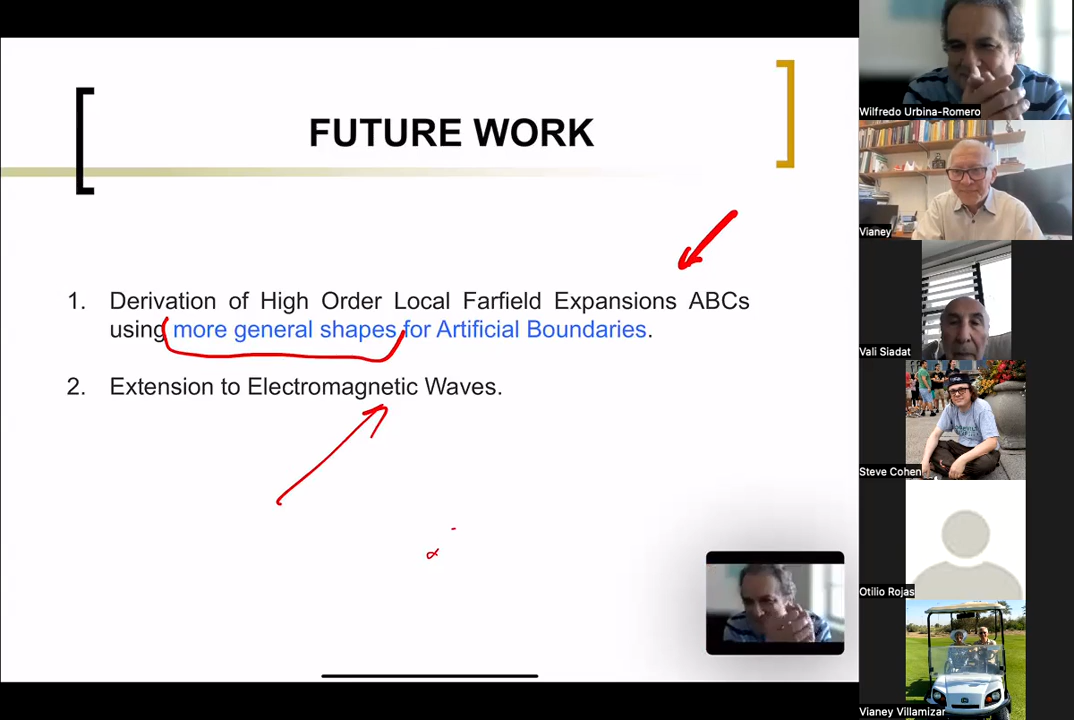 FUTURE WORK
1. Derivation of High Order Local Farfield Expansions ABCs
using more general shapes for Artificial Boundaries.
2. Extension to Electromagnetic Waves.
Wilfredo Urbina-Romero
Vianey
Vali Siadat
Steve Cohen
Otilio Rojas
Vianey Villamizar